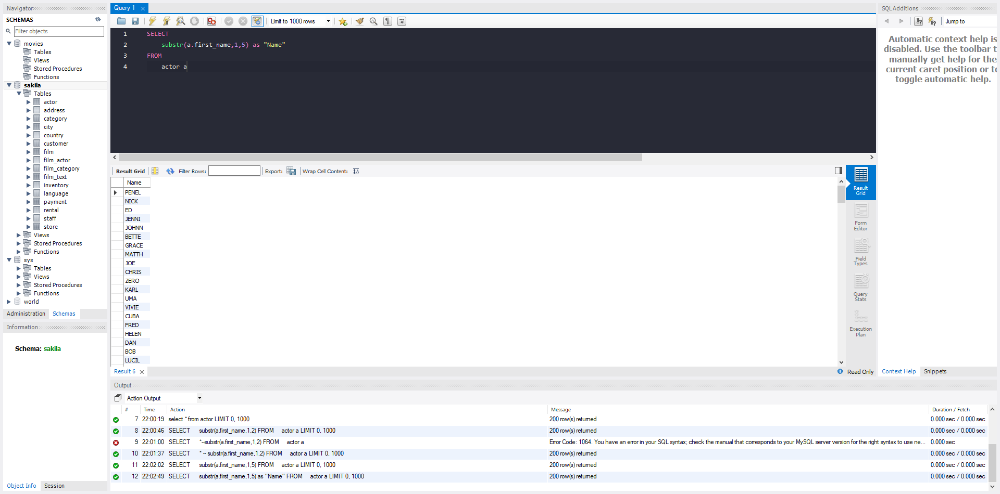 Navigator
SCHEMAS
Filter objects
movies
Tables
Views
Stored Procedures
Functions
sakila
Tables
actor
address
category
city
country
customer
film
film_actor
film_category
film_text
inventory
language
payment
rental
staff
store
Views
Stored Procedures
Functions
sys
Tables
Views
Stored Procedures
Functions
world
Administration Schemas
Information
Schema: sakila
Object Info Session
Query 1
Limit to 1000 rows
1 SELECT
2 substr(a.first_name,1,5) as "Name"
3 FROM
4 actor a
Result Grid Filter Rows: Export: Wrap Cell Content:
Name
PENEL
NICK
ED
JENNI
JOHNN
BETTE
GRACE
MATTH
JOE
CHRIS
ZERO
KARL
UMA
VIVIE
CUBA
FRED
HELEN
DAN
BOB
LUCIL
Result
Grid
Form
Editor
Field
Types
Query
Stats
Execution
Plan
Result 6 Read Only
SQLAdditions
Jump to
Automatic context help is
disabled. Use the toolbar t
manually get help for the
current caret position or to
toggle automatic help.
Context Help Snippets
Output
Action Output
# Time Action Message Duration / Fetch
7 22:00:19 select * from actor LIMIT 0, 1000 200 row(s) returned 0.000 sec / 0.000 sec
8 22:00:46 SELECT substr(a.first_name,1,2) FROM actor a LIMIT 0, 1000 200 row(s) returned 0.000 sec / 0.000 sec
9 22:01:00 SELECT *--substr(a.first_name,1,2) FROM actor a Error Code: 1064. You have an error in your SQL syntax; check the manual that corresponds to your MySQL server version for the right syntax to use ne... 0.000 sec
10 22:01:37 SELECT * -- substr(a.first_name,1,2) FROM actor a LIMIT 0, 1000 200 row(s) returned 0.000 sec / 0.000 sec
11 22:02:02 SELECT substr(a.first_name,1,5) FROM actor a LIMIT 0, 1000 200 row(s) returned 0.000 sec / 0.000 sec
12 22:02:49 SELECT substr(a.first_name,1,5) as "Name" FROM actor a LIMIT 0, 1000 200 row(s) returned 0.000 sec / 0.000 sec